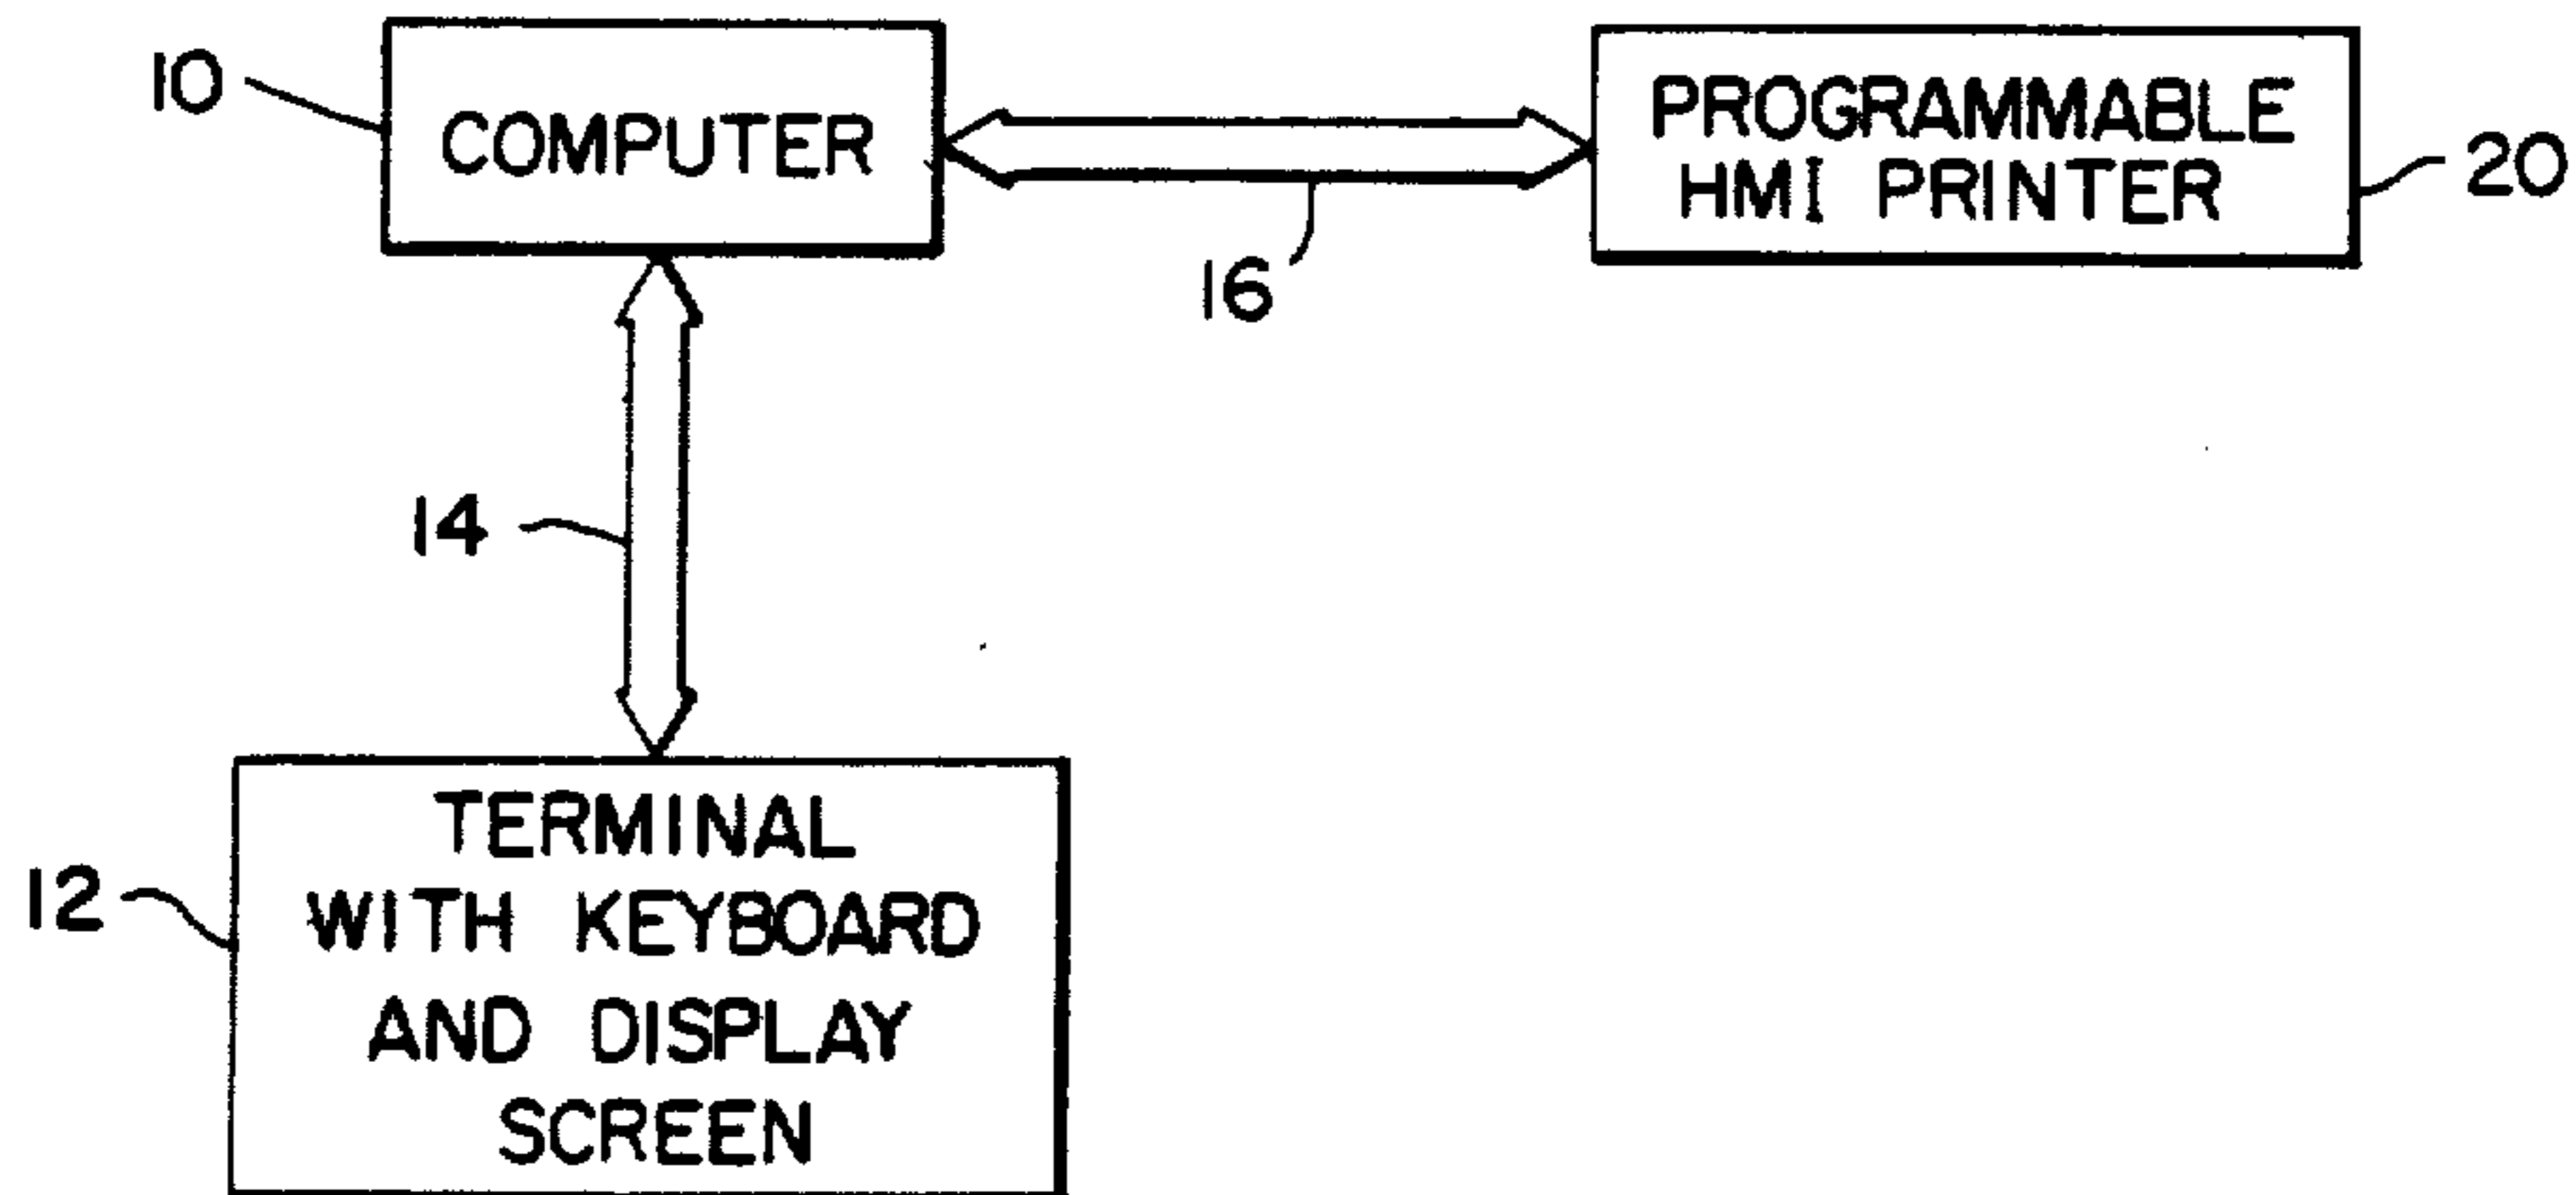 10
COMPUTER
PROGRAMMABLE
HMI PRINTER
20
16
14
12
TERMINAL
WITH KEYBOARD
AND DISPLAY
SCREEN